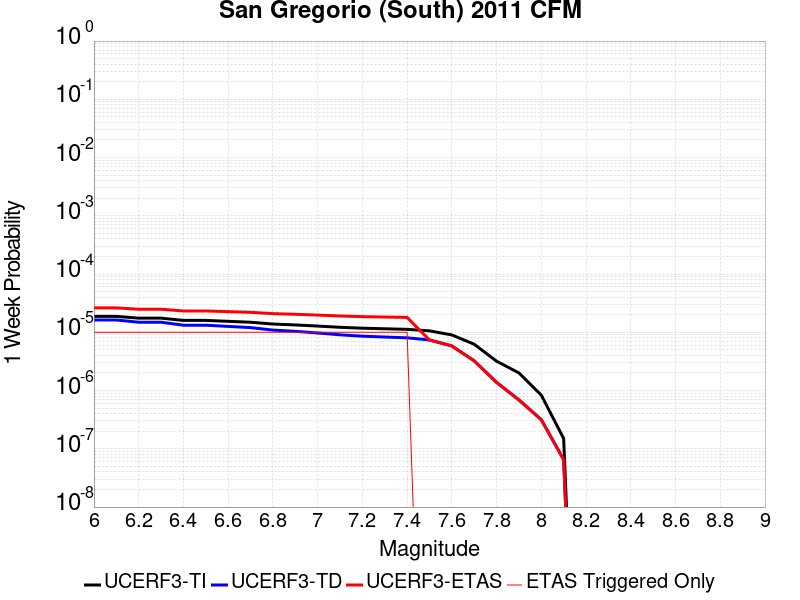 San Gregorio (South) 2011 CFM
10^0
10^-1
10^-2
10^-3
10^-4
10^-5
10^-6
10^-7
10^-8
1 Week Probability
6 6.2 6.4 6.6 6.8 7 7.2 7.4 7.6 7.8 8 8.2 8.4 8.6 8.8 9
Magnitude
UCERF3-TI UCERF3-TD UCERF3-ETAS ETAS Triggered Only